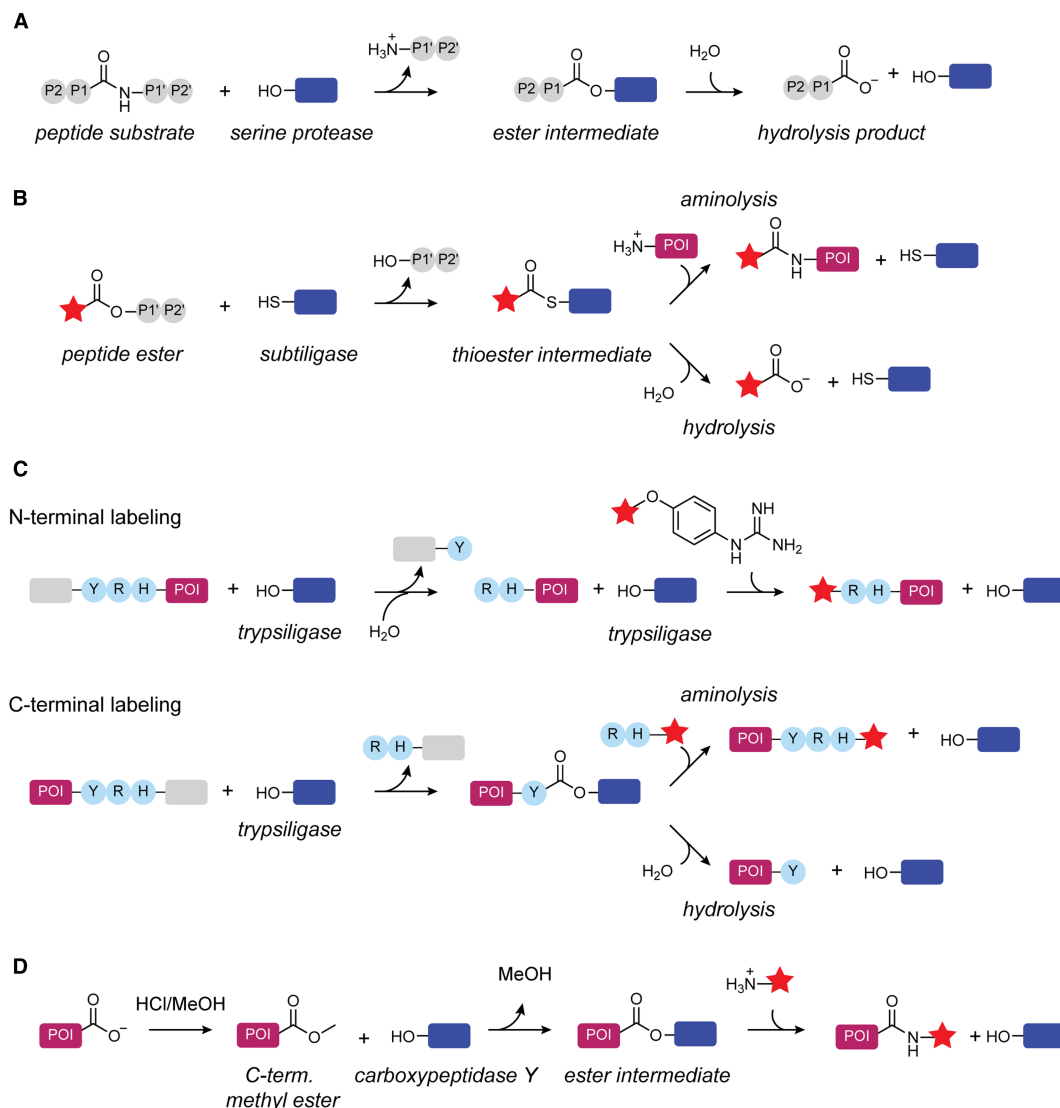 A
P2 P1 O N H P1' P2'
+
HO
H3N+ P1' P2'
P2 P1 O O
H2O
P2 P1 O O−
+
HO
peptide substrate
serine protease
ester intermediate
hydrolysis product
B
aminolysis
O O P1' P2'
+
HS
HO P1' P2'
O S
H3N+ POI
O N H POI
+
HS
peptide ester
subtiligase
thioester intermediate
H2O
O O−
+
HS
hydrolysis
C
N-terminal labeling
Y R H POI
+
HO
Y
H2O
R H POI
+
HO
O N H NH NH2
R H POI
+
HO
trypsiligase
trypsiligase
C-terminal labeling
aminolysis
POI Y R H
+
HO
R H
POI Y O O
R H
POI Y R H
+
HO
trypsiligase
H2O
POI Y
+
HO
hydrolysis
D
POI O O−
HCl/MeOH
POI O O
+
HO
MeOH
POI O O
H3N+
POI O N H
+
HO
C-term.
methyl ester
carboxypeptidase Y
ester intermediate